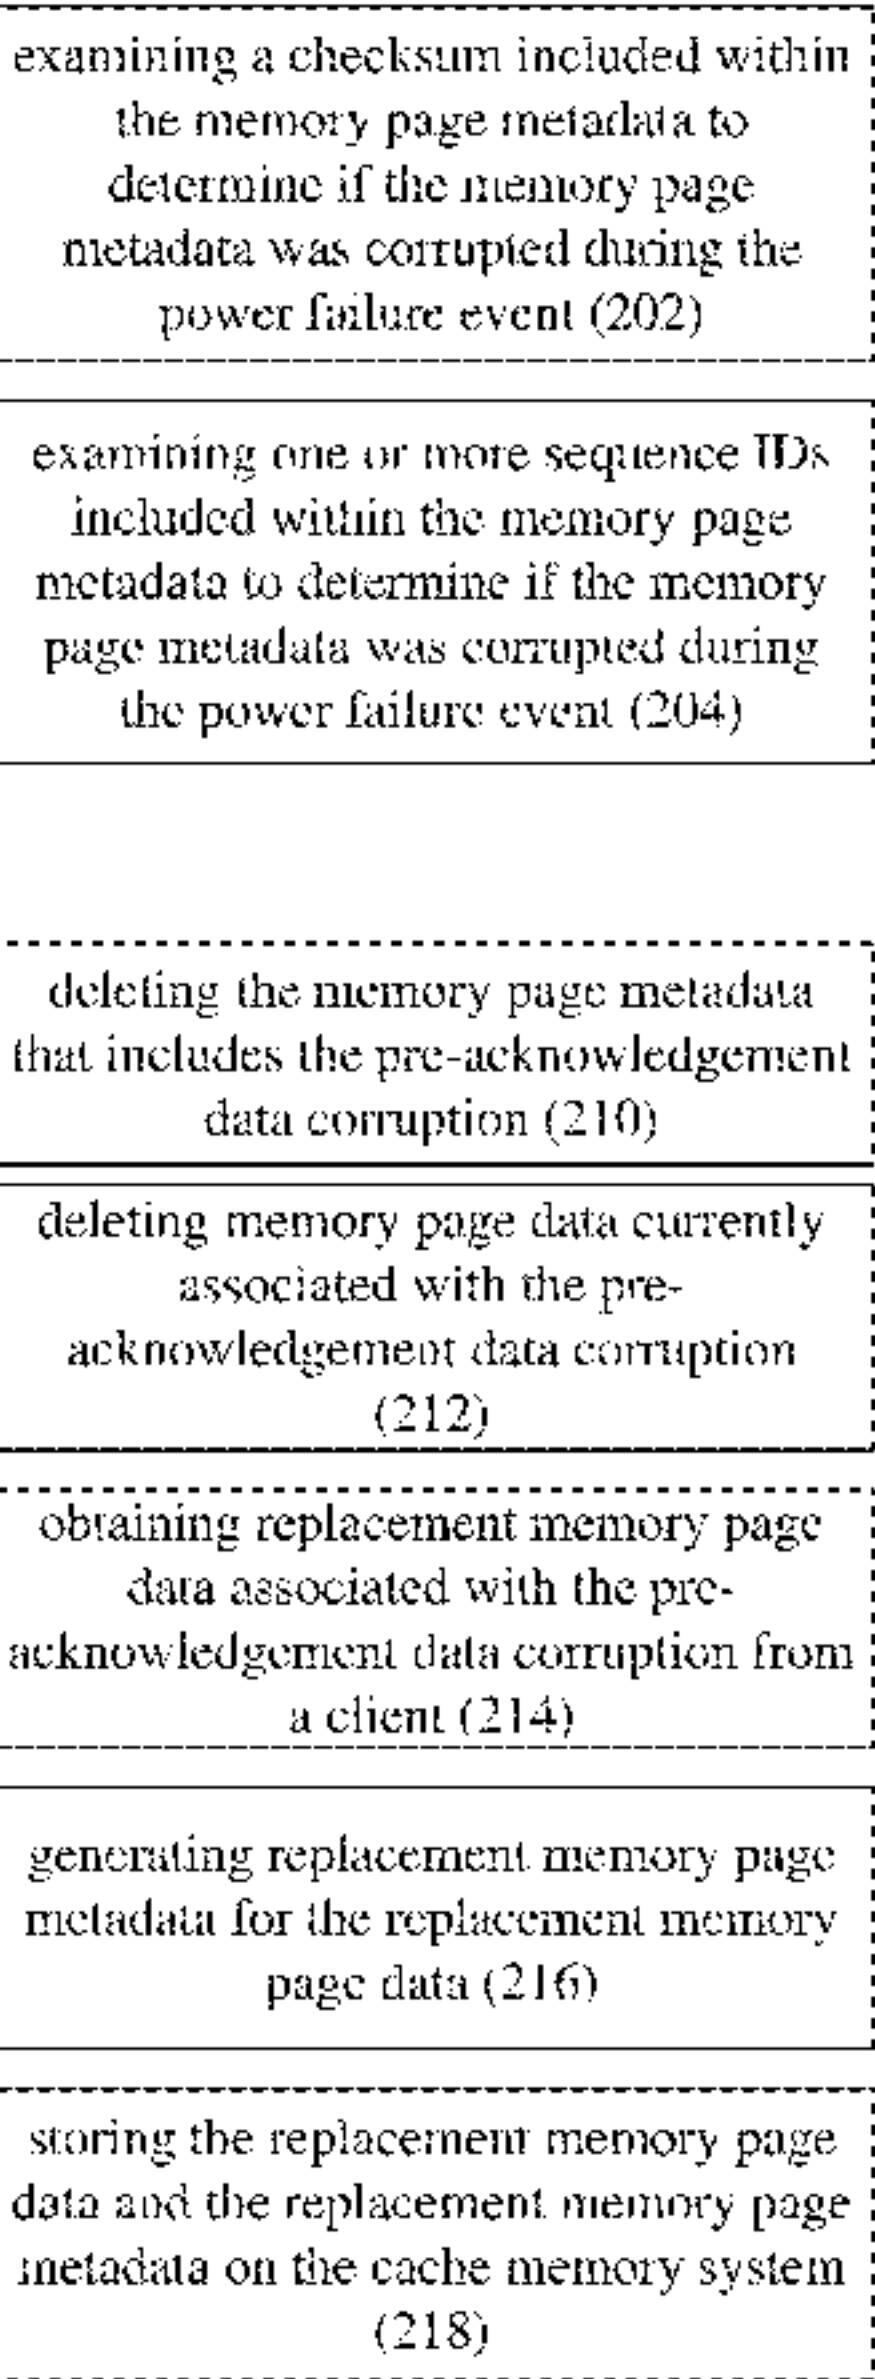 examining a checksum included within
the memory page metadata to
determine if the memory page
metadata was corrupted during the
power failure event (202)
examining one or more sequence IDs
included within the memory page
metadata to determine if the memory
page metadata was corrupted during
the power failure event (204)
deleting the memory page metadata
that includes the pre-acknowledgement
data corruption (210)
deleting memory page data currently
associated with the pre-
acknowledgement data corruption
(212)
obtaining replacement memory page
data associated with the pre-
acknowledgement data corruption from
a client (214)
generating replacement memory page
metadata for the replacement memory
page data (216)
storing the replacement memory page
data and the replacement memory page
metadata on the cache memory system
(218)